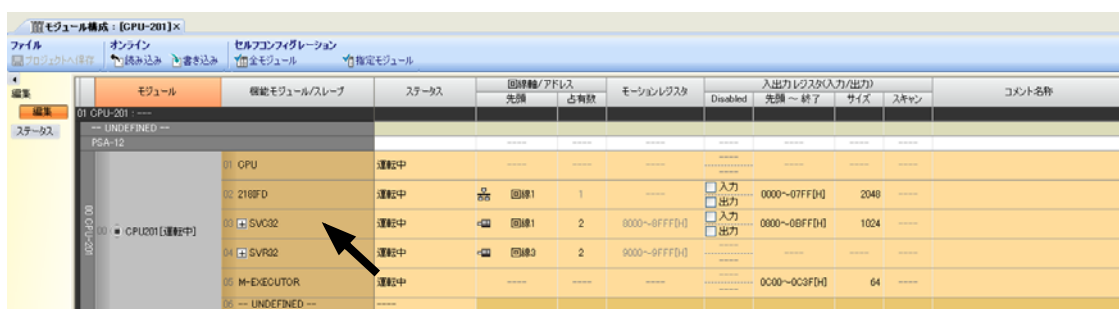 モジュール構成 : [CPU-201]×
ファイル オンライン セルフコンフィグレーション
プロジェクトへ保存 読み込み 書き込み 全モジュール 指定モジュール
編集
編集
ステータス
モジュール 機能モジュール/スレーブ ステータス 回線軸/アドレス モーションレジスタ 入出力レジスタ(入力/出力) コメント名称
先頭 占有数 Disabled 先頭 ~ 終了 サイズ スキャン
01 CPU-201 : ----
-- UNDEFINED --
PSA-12 ---- ---- ---- ---- ---- ---- ----
00 CPU-201
00 CPU201[運転中]
01 CPU 運転中 ---- ---- ---- ---- ---- ---- ---- ----
02 218IFD 運転中 回線1 1 ---- 入力 出力 0000~07FF[H] 2048 ----
03 SVC32 運転中 回線1 2 8000~8FFF[H] 入力 出力 0800~0BFF[H] 1024 ----
04 SVR32 運転中 回線3 2 9000~9FFF[H] ---- ---- ---- ---- ----
05 M-EXECUTOR 運転中 ---- ---- ---- ---- ---- 0C00~0C3F[H] 64 ----
06 -- UNDEFINED -- ----